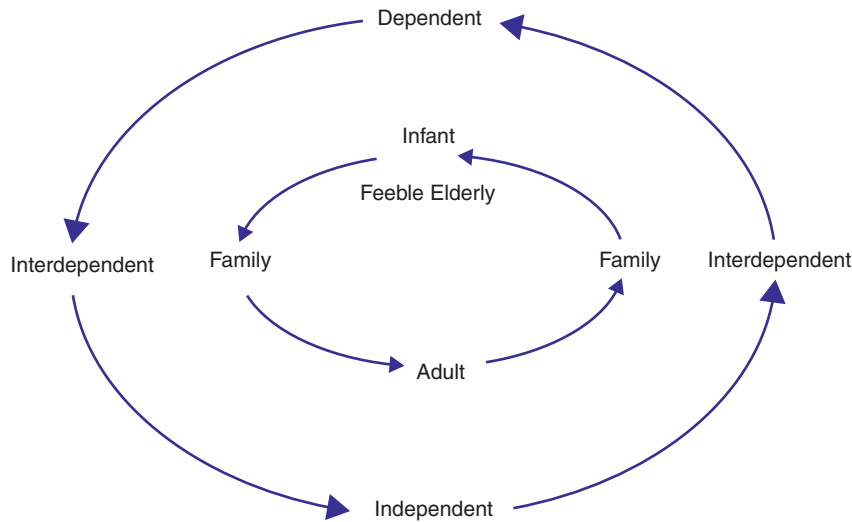 Dependent
Infant
Feeble Elderly
Interdependent
Family
Family
Interdependent
Adult
Independent